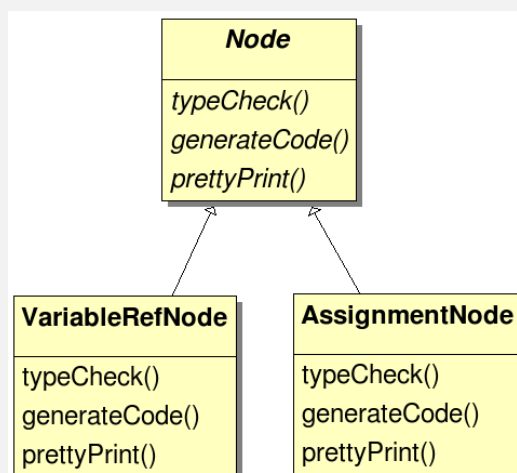 Node
typeCheck()
generateCode()
prettyPrint()
VariableRefNode
typeCheck()
generateCode()
prettyPrint()
AssignmentNode
typeCheck()
generateCode()
prettyPrint()